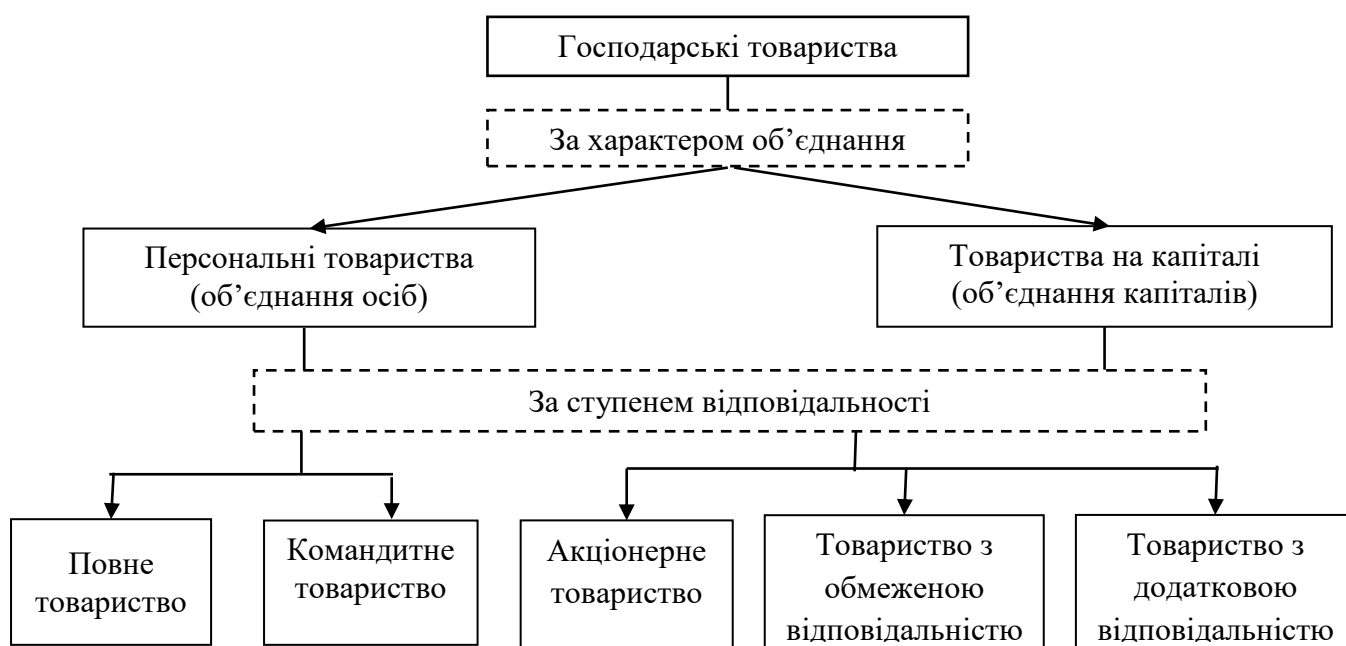 Господарські товариства
За характером об’єднання
Персональні товариства
(об’єднання осіб)
Товариства на капіталі
(об’єднання капіталів)
За ступенем відповідальності
Повне
товариство
Командитне
товариство
Акціонерне
товариство
Товариство з
обмеженою
відповідальністю
Товариство з
додатковою
відповідальністю